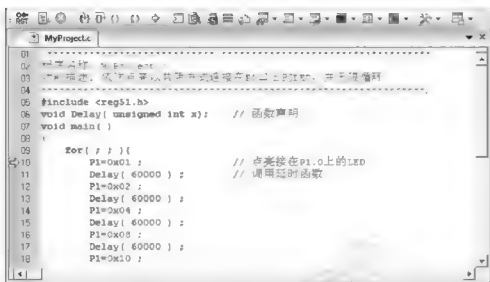 RST
MyProject.c
01 --------------------
02
03
04 --------------------
05 #include <reg51.h>
06 void Delay( unsigned int x); // 函数声明
07 void main( )
08 {
09 for( ; ; ){
10 P1=0x01 ; // 点亮接在P1.0上的LED
11 Delay( 60000 ) ; // 调用延时函数
12 P1=0x02 ;
13 Delay( 60000 ) ;
14 P1=0x04 ;
15 Delay( 60000 ) ;
16 P1=0x08 ;
17 Delay( 60000 ) ;
18 P1=0x10 ;